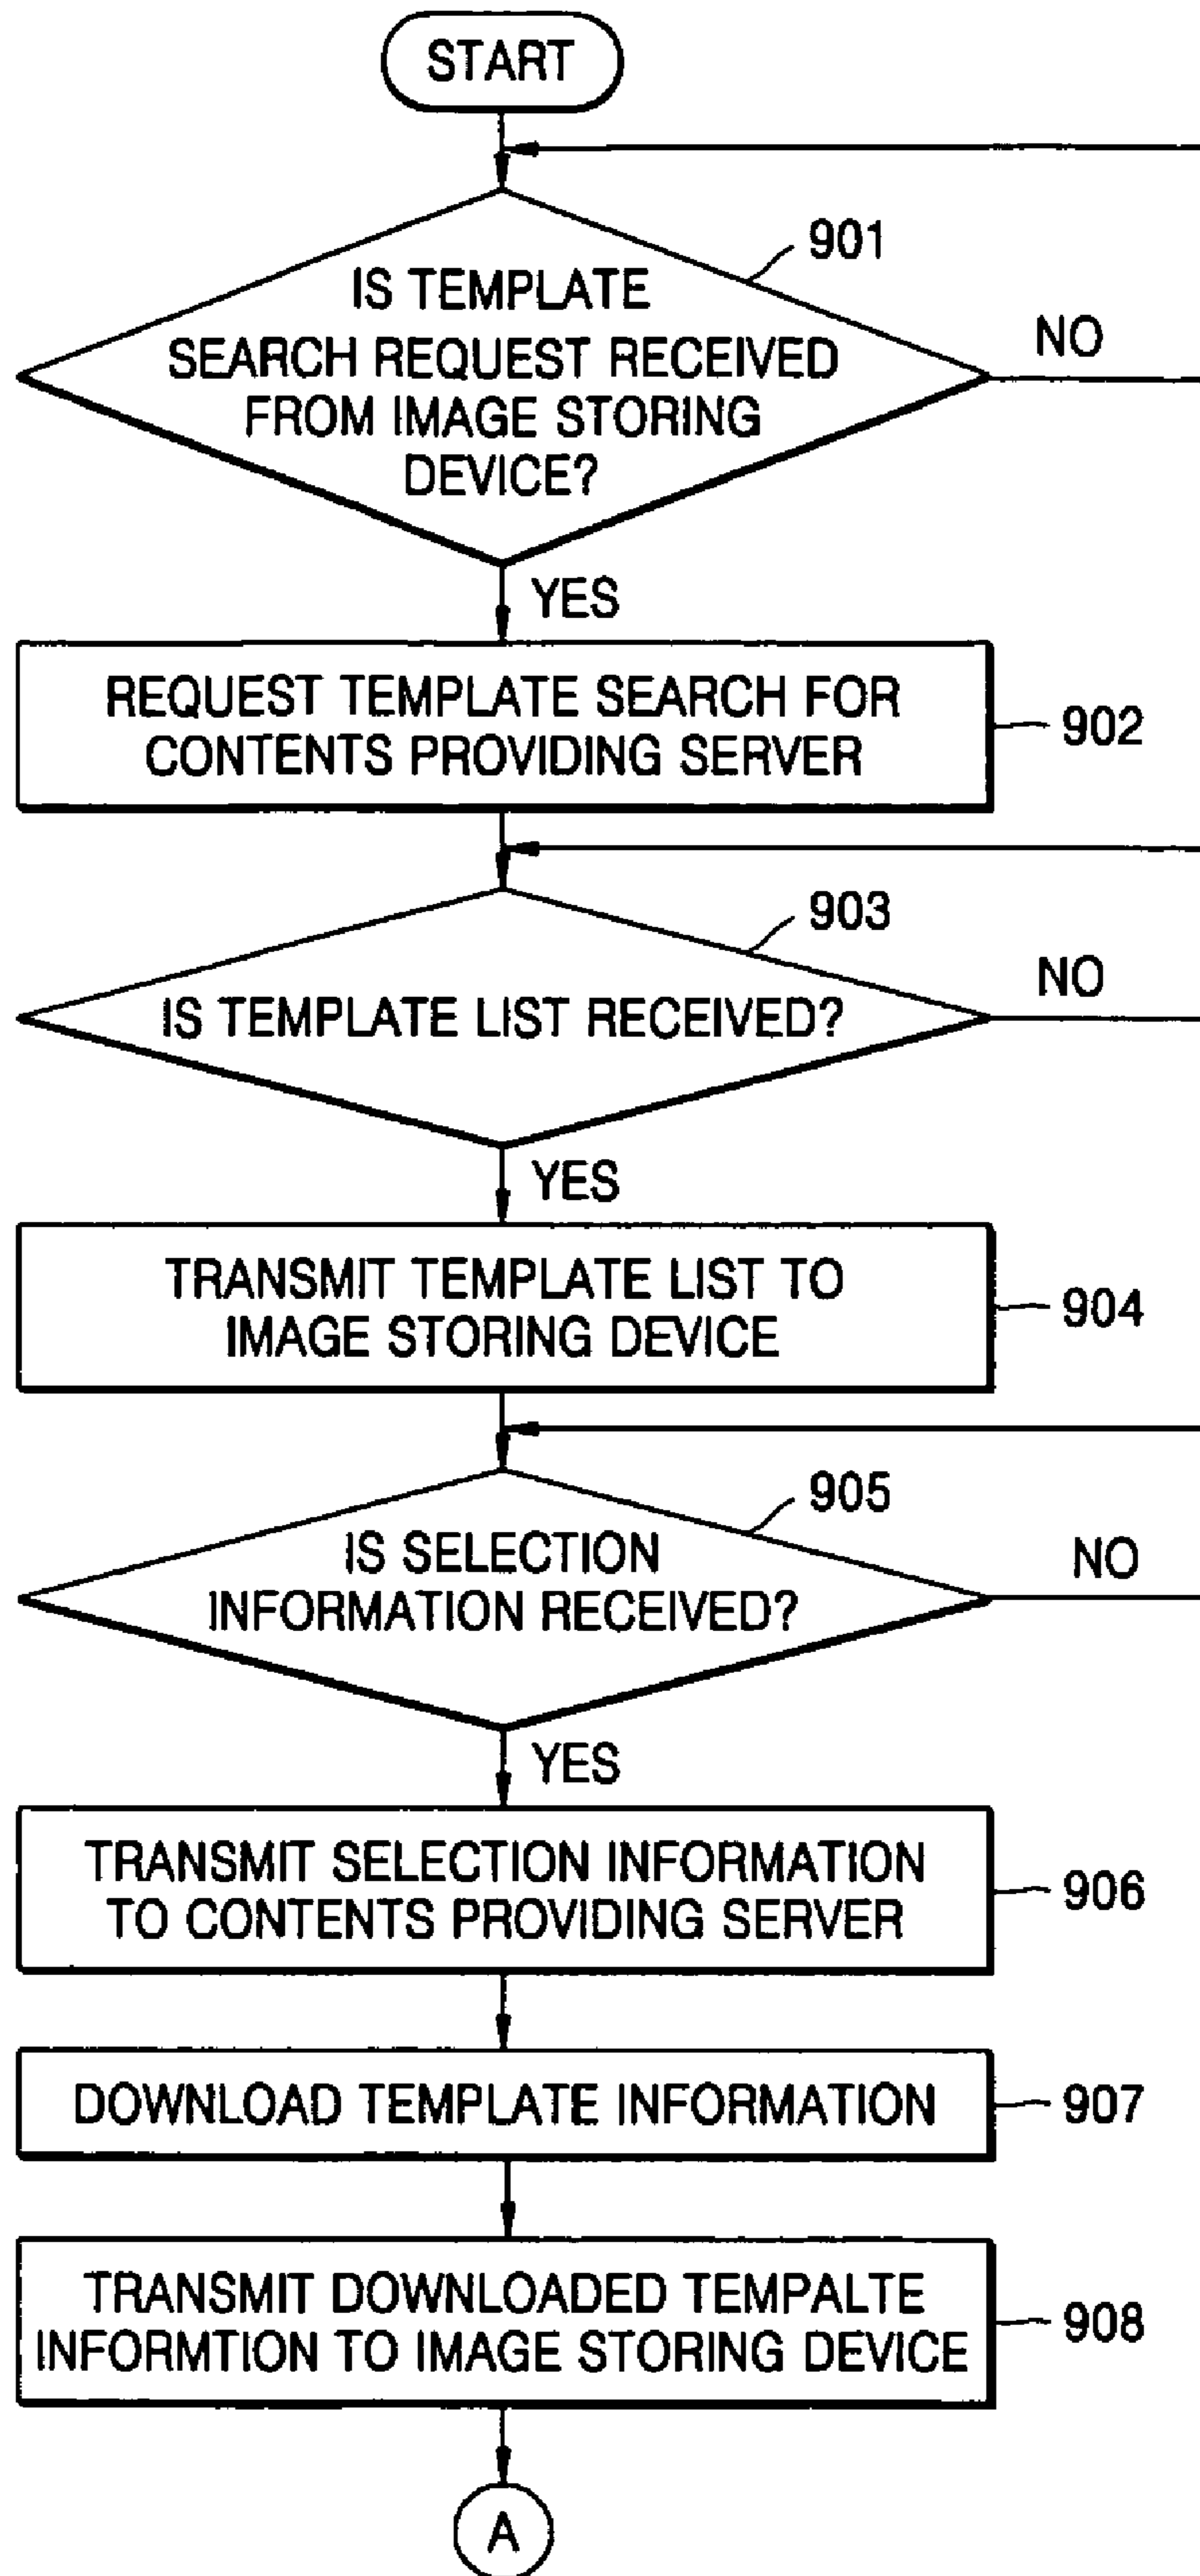 START
901
IS TEMPLATE
SEARCH REQUEST RECEIVED
FROM IMAGE STORING
DEVICE?
NO
YES
REQUEST TEMPLATE SEARCH FOR
CONTENTS PROVIDING SERVER
902
903
IS TEMPLATE LIST RECEIVED?
NO
YES
TRANSMIT TEMPLATE LIST TO
IMAGE STORING DEVICE
904
905
IS SELECTION
INFORMATION RECEIVED?
NO
YES
TRANSMIT SELECTION INFORMATION
TO CONTENTS PROVIDING SERVER
906
DOWNLOAD TEMPLATE INFORMATION
907
TRANSMIT DOWNLOADED TEMPALTE
INFORMTION TO IMAGE STORING DEVICE
908
A